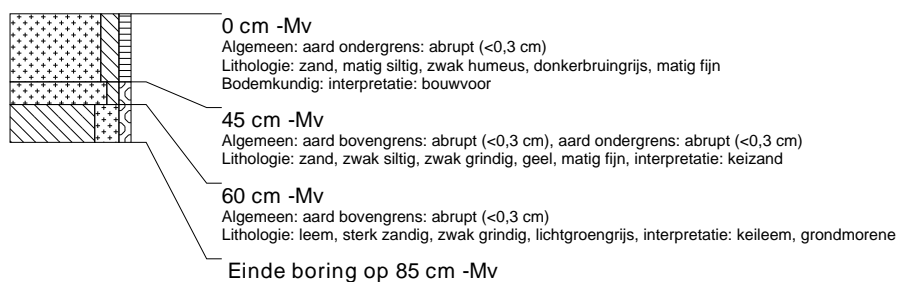 0 cm -Mv
Algemeen: aard ondergrens: abrupt (<0,3 cm)
Lithologie: zand, matig siltig, zwak humeus, donkerbruingrijs, matig fijn
Bodemkundig: interpretatie: bouwvoor
45 cm -Mv
Algemeen: aard bovengrens: abrupt (<0,3 cm), aard ondergrens: abrupt (<0,3 cm)
Lithologie: zand, zwak siltig, zwak grindig, geel, matig fijn, interpretatie: keizand
60 cm -Mv
Algemeen: aard bovengrens: abrupt (<0,3 cm)
Lithologie: leem, sterk zandig, zwak grindig, lichtgroengrijs, interpretatie: keileem, grondmorene
Einde boring op 85 cm -Mv